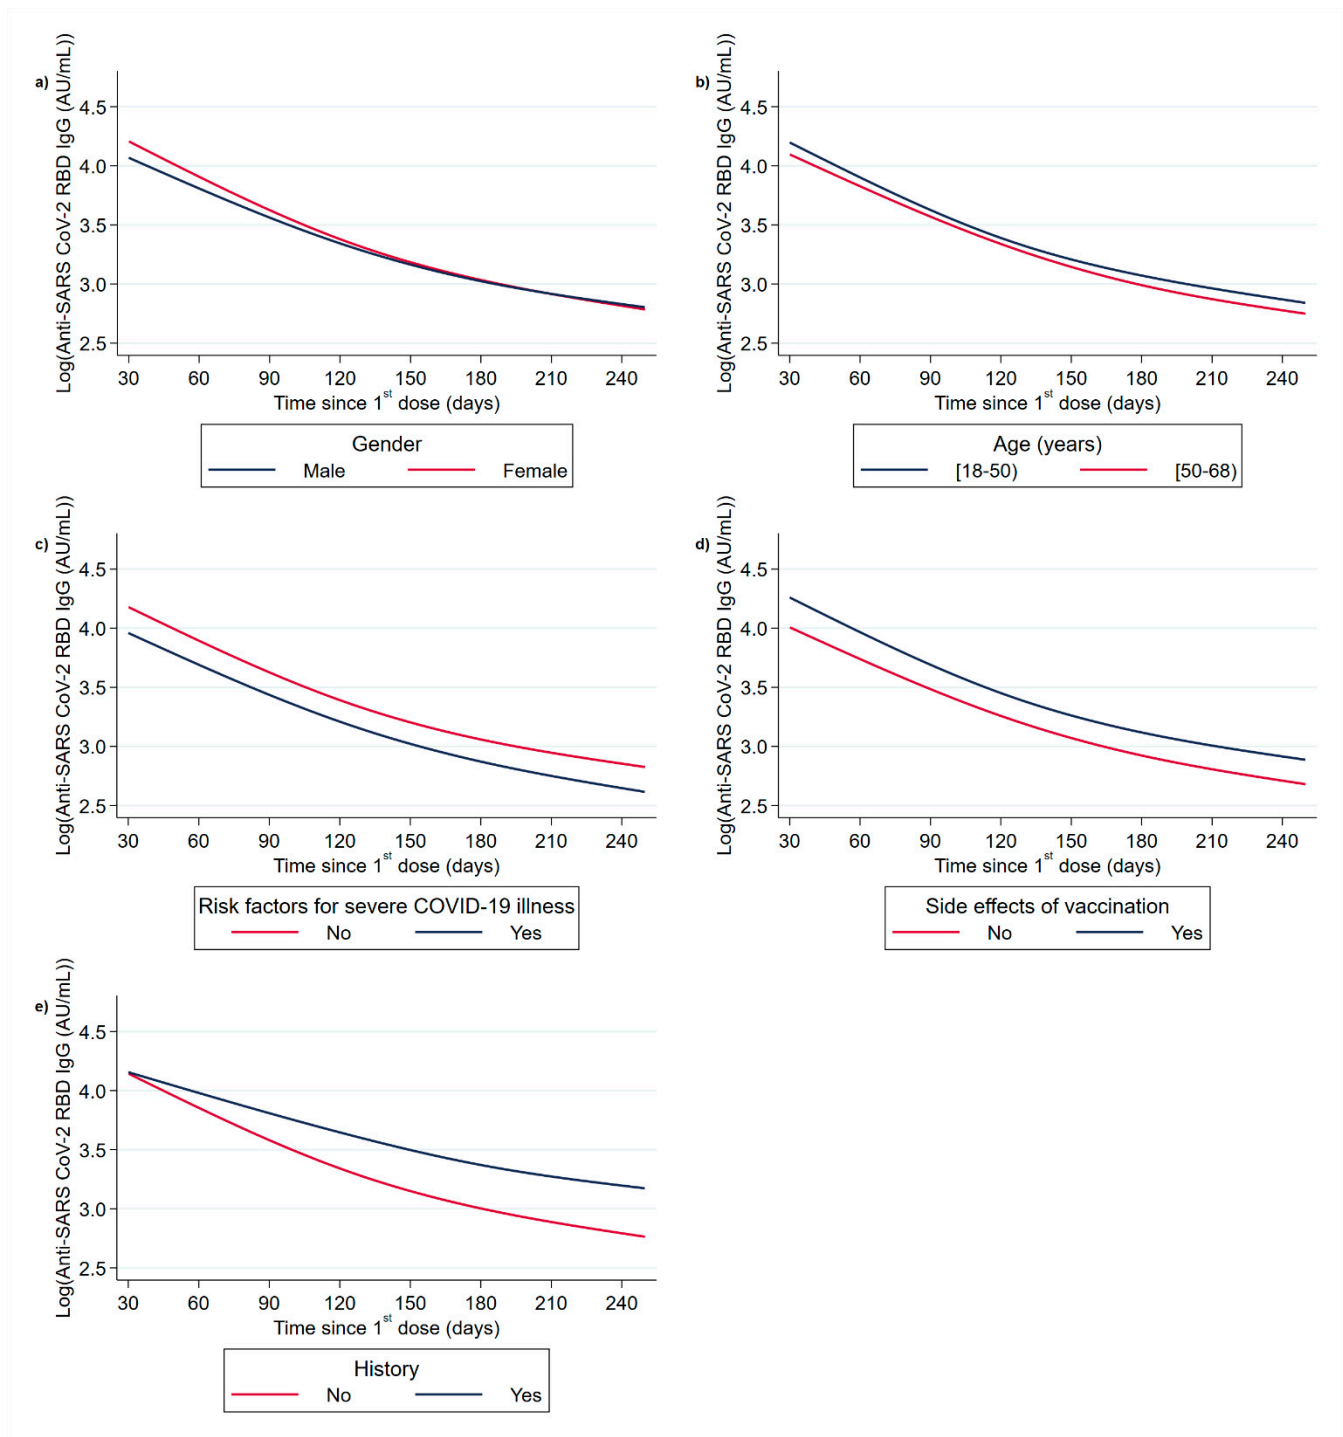 a)
Log(Anti-SARS CoV-2 RBD IgG (AU/mL))
4.5
4.0
3.5
3.0
2.5
30 60 90 120 150 180 210 240
Time since 1st dose (days)
Gender
Male Female
b)
Log(Anti-SARS CoV-2 RBD IgG (AU/mL))
4.5
4.0
3.5
3.0
2.5
30 60 90 120 150 180 210 240
Time since 1st dose (days)
Age (years)
[18-50) [50-68)
c)
Log(Anti-SARS CoV-2 RBD IgG (AU/mL))
4.5
4.0
3.5
3.0
2.5
30 60 90 120 150 180 210 240
Time since 1st dose (days)
Risk factors for severe COVID-19 illness
No Yes
d)
Log(Anti-SARS CoV-2 RBD IgG (AU/mL))
4.5
4.0
3.5
3.0
2.5
30 60 90 120 150 180 210 240
Time since 1st dose (days)
Side effects of vaccination
No Yes
e)
Log(Anti-SARS CoV-2 RBD IgG (AU/mL))
4.5
4.0
3.5
3.0
2.5
30 60 90 120 150 180 210 240
Time since 1st dose (days)
History
No Yes